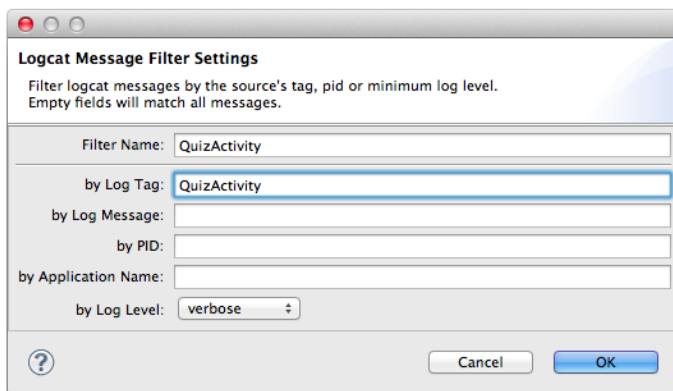 Logcat Message Filter Settings
Filter logcat messages by the source's tag, pid or minimum log level.
Empty fields will match all messages.
Filter Name: QuizActivity
by Log Tag: QuizActivity
by Log Message:
by PID:
by Application Name:
by Log Level: verbose
? Cancel OK